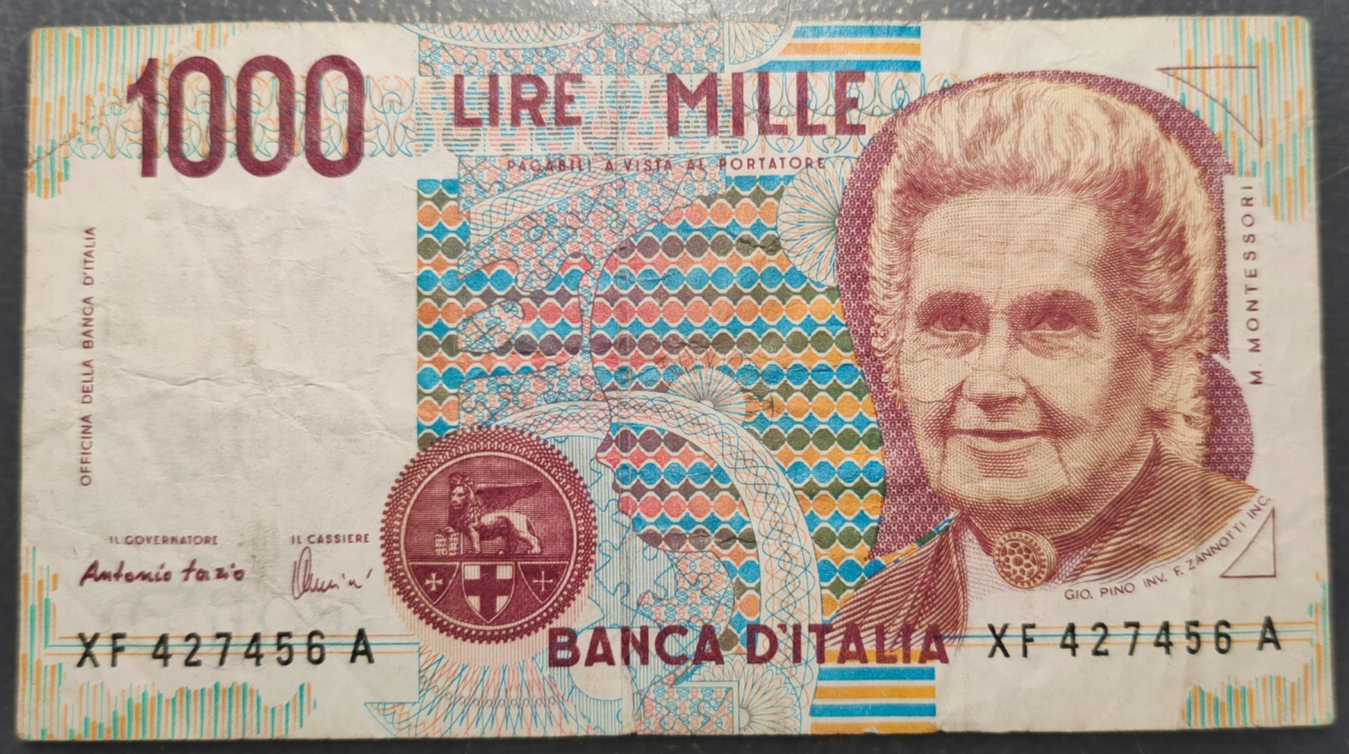 1000 LIRE MILLE
PAGABILI A VISTA AL PORTATORE
OFFICINA DELLA BANCA D'ITALIA
M. MONTESSORI
IL GOVERNATORE
IL CASSIERE
Antonio Fazio
GIO. PINO INV. F. ZANNOTTI INC.
BANCA D'ITALIA
XF 427456 A
XF 427456 A